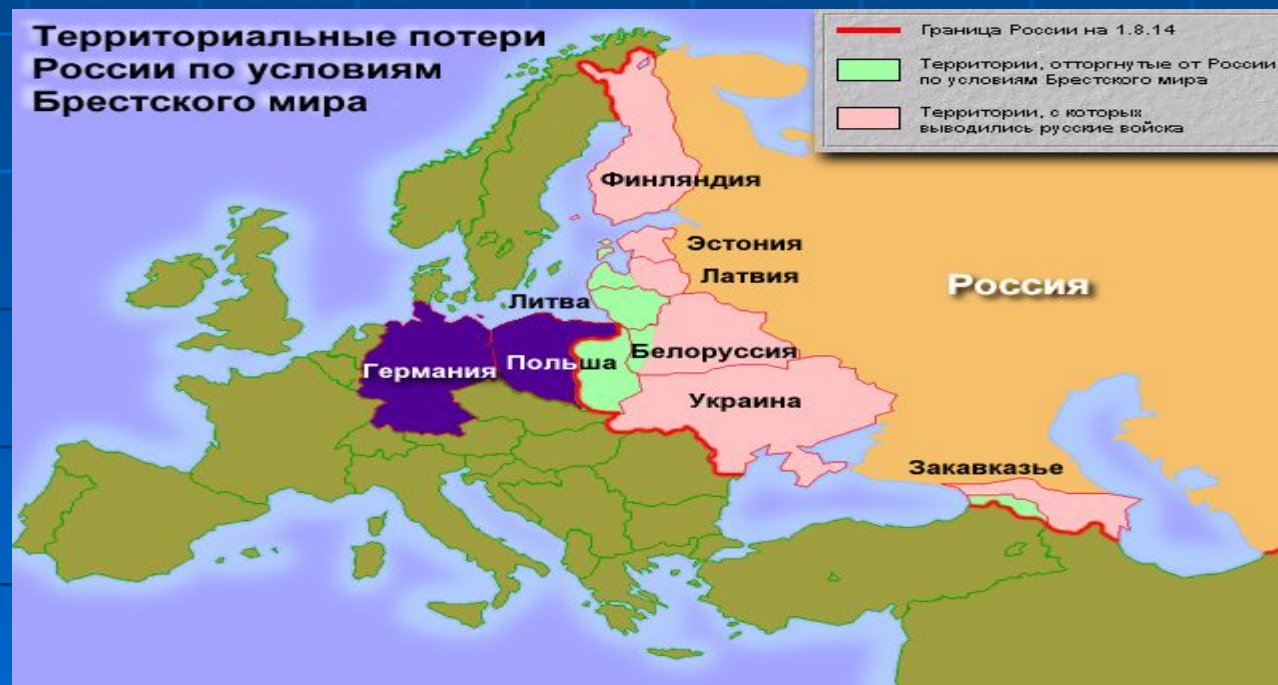 Территориальные потери
России по условиям
Брестского мира
Граница России на 1.8.14
Территории, отторгнутые от России
по условиям Брестского мира
Территории, с которых
выводились русские войска
Финляндия
Эстония
Латвия
Россия
Литва
Белоруссия
Польша
Германия
Украина
Закавказье